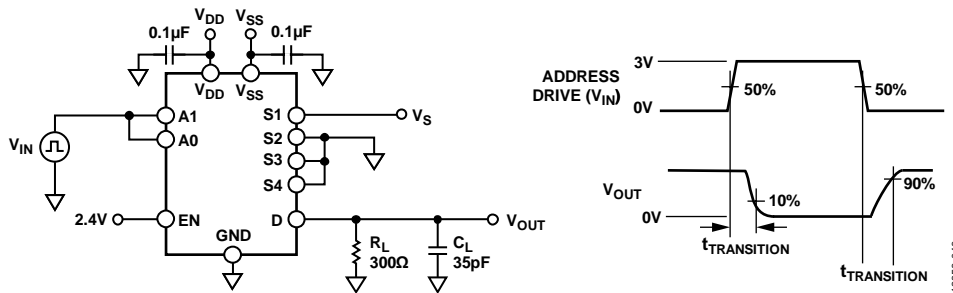 VDD
VSS
0.1µF
0.1µF
VDD
VSS
A1
A0
VIN
2.4V
EN
GND
S1
VS
S2
S3
S4
D
VOUT
RL
300Ω
CL
35pF
ADDRESS
DRIVE (VIN)
3V
0V
50%
50%
VOUT
0V
10%
90%
tTRANSITION
tTRANSITION